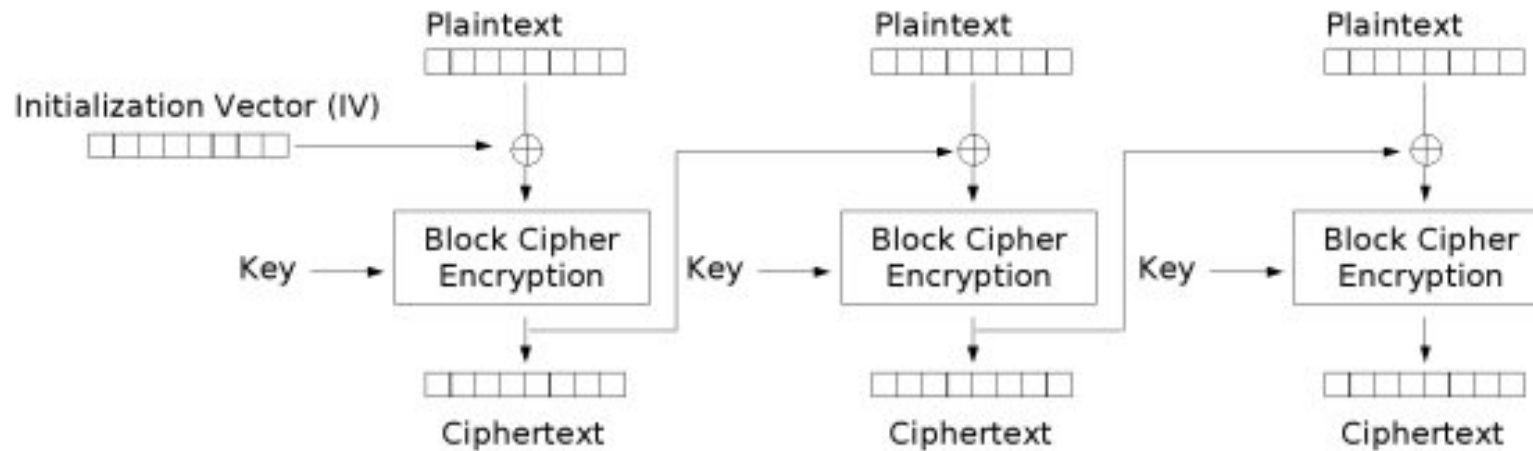 Plaintext
Plaintext
Plaintext
Initialization Vector (IV)
Key
Block Cipher
Encryption
Key
Block Cipher
Encryption
Key
Block Cipher
Encryption
Ciphertext
Ciphertext
Ciphertext